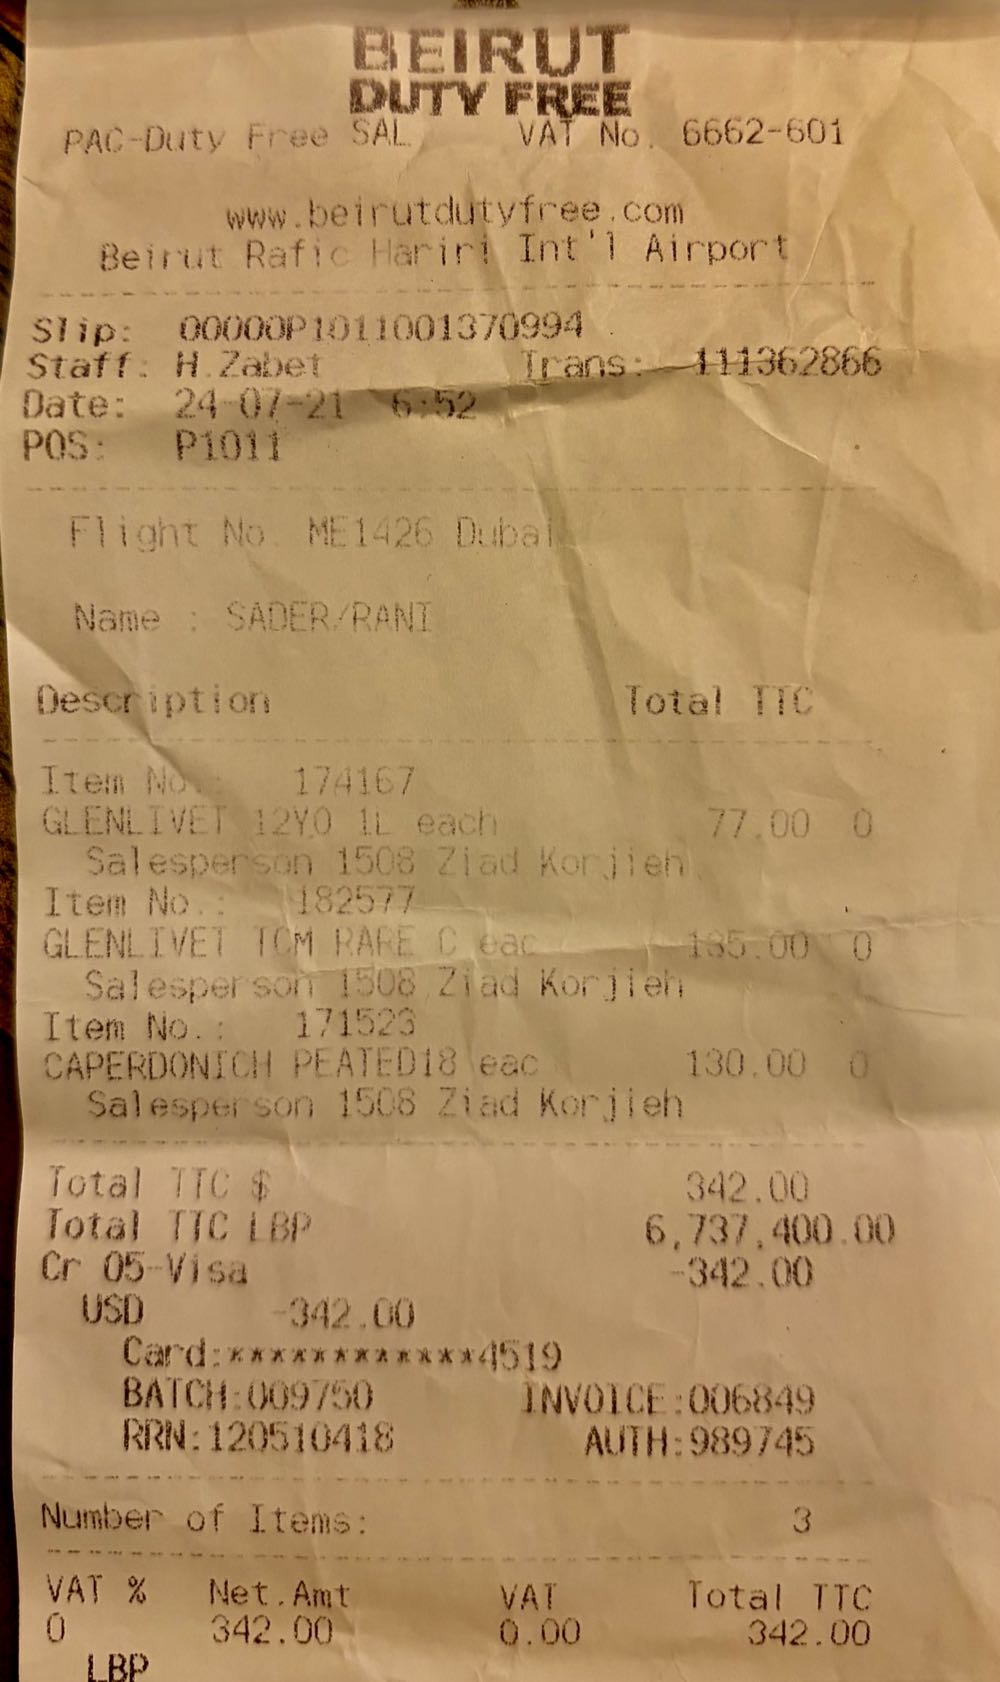 BEIRUT
DUTY FREE
PAC-Duty Free SAL VAT No. 6662-601
www.beirutdutyfree.com
Beirut Rafic Hariri Int'l Airport
Slip: 00000P1011001370994
Staff: H.Zabet Trans: 111362866
Date: 24-07-21 6:52
POS: P1011
Flight No. ME1426 Dubai
Name : SADER/RANI
Description Total TTC
Item No.: 174167
GLENLIVET 12YO 1L each 77.00 0
Salesperson 1508 Ziad Korjieh
Item No.: 182577
GLENLIVET TCM RARE C eac 135.00 0
Salesperson 1508 Ziad Korjieh
Item No.: 171523
CAPERDONICH PEATED18 eac 130.00 0
Salesperson 1508 Ziad Korjieh
Total TTC $ 342.00
Total TTC LBP 6,737,400.00
Cr 05-Visa -342.00
USD -342.00
Card:************4519
BATCH:009750 INVOICE:006849
RRN:120510418 AUTH:989745
Number of Items: 3
VAT % Net.Amt VAT Total TTC
0 342.00 0.00 342.00
LBP